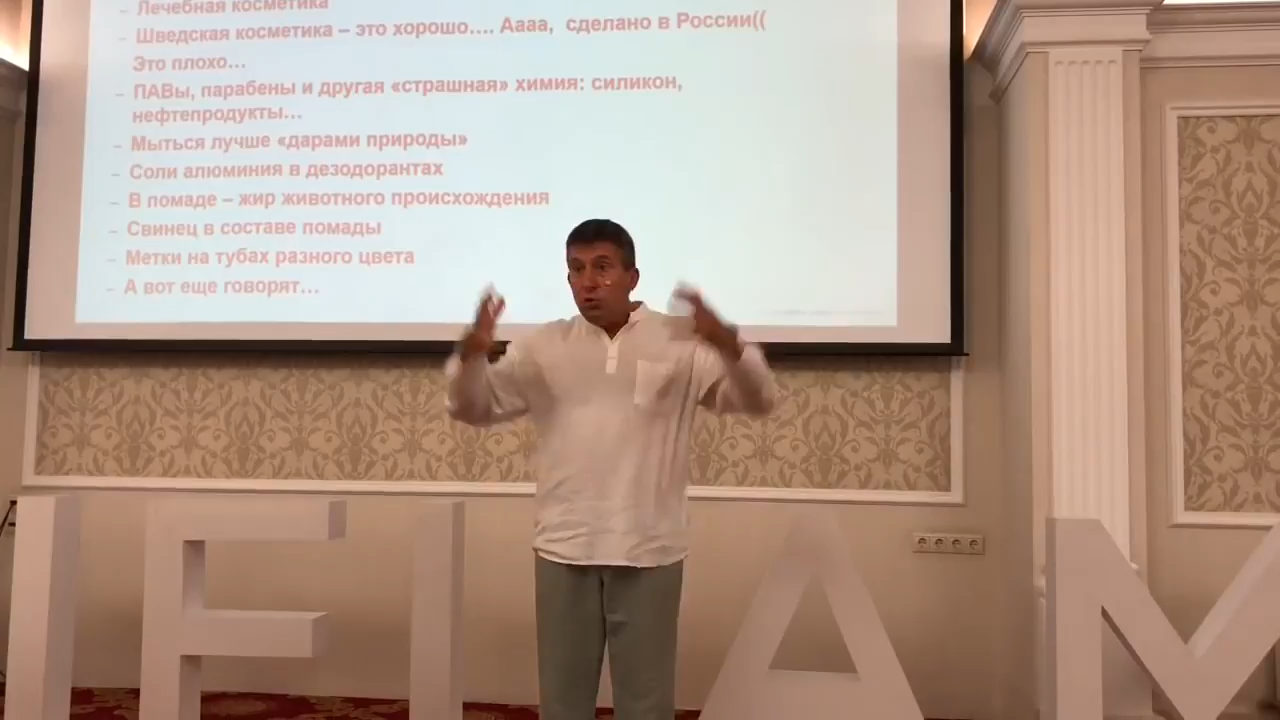 – Лечебная косметика
– Шведская косметика – это хорошо…. Аааа, сделано в России((
Это плохо…
– ПАВы, парабены и другая «страшная» химия: силикон,
нефтепродукты…
– Мыться лучше «дарами природы»
– Соли алюминия в дезодорантах
– В помаде – жир животного происхождения
– Свинец в составе помады
– Метки на тубах разного цвета
– А вот еще говорят…